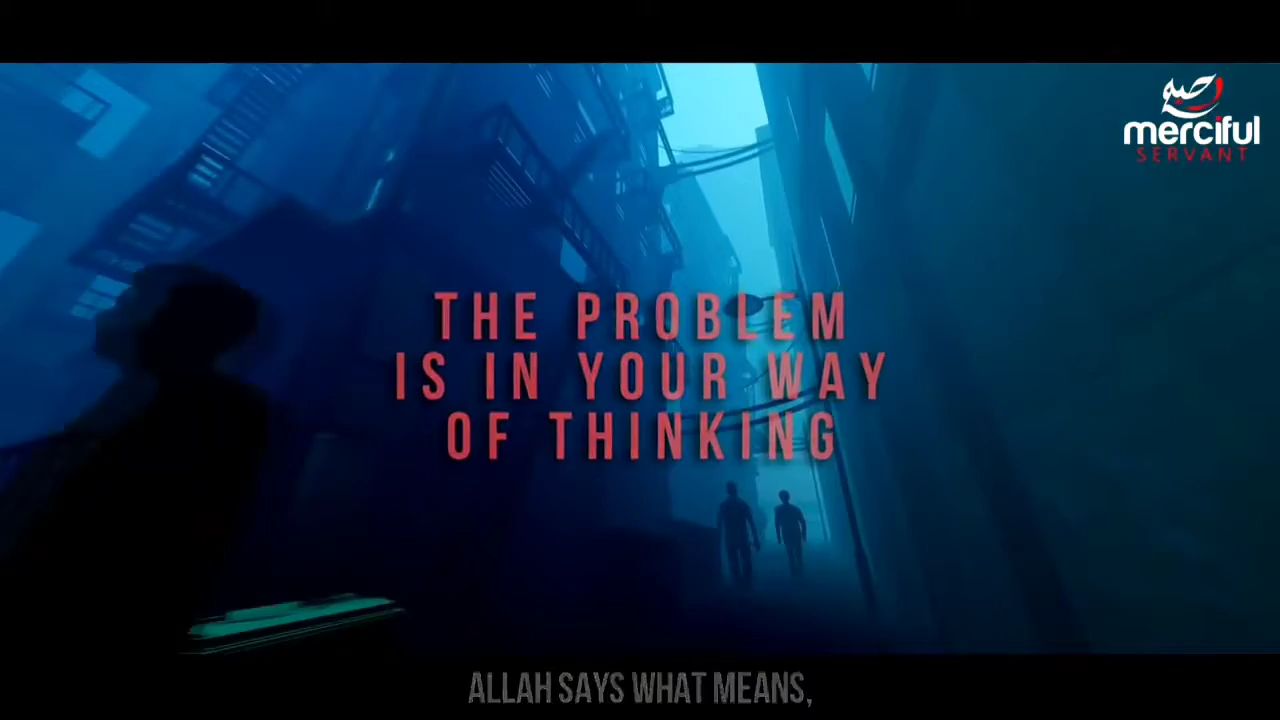 merciful
SERVANT
THE PROBLEM
IS IN YOUR WAY
OF THINKING
ALLAH SAYS WHAT MEANS,